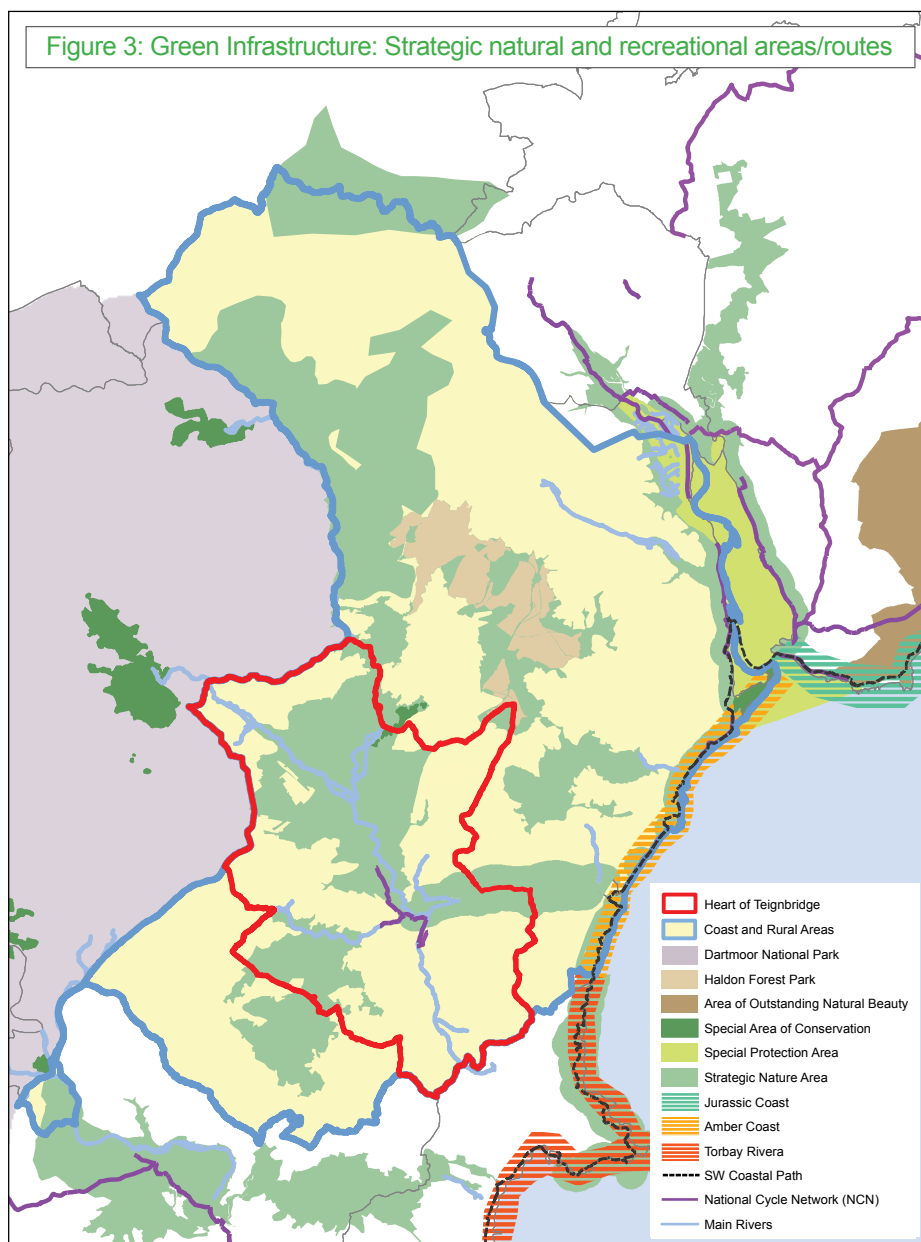 Figure 3: Green Infrastructure: Strategic natural and recreational areas/routes
Heart of Teignbridge
Coast and Rural Areas
Dartmoor National Park
Haldon Forest Park
Area of Outstanding Natural Beauty
Special Area of Conservation
Special Protection Area
Strategic Nature Area
Jurassic Coast
Amber Coast
Torbay Rivera
SW Coastal Path
National Cycle Network (NCN)
Main Rivers